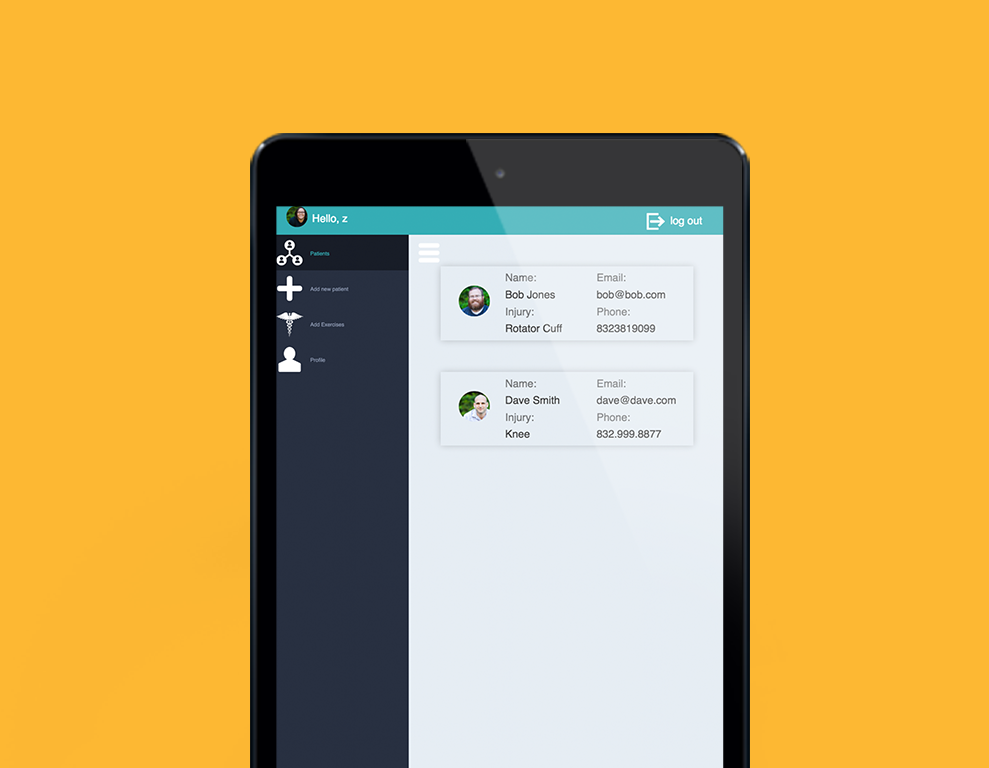 Hello, z
log out
Patients
Add new patient
Add Exercises
Profile
Name:
Bob Jones
Injury:
Rotator Cuff
Email:
bob@bob.com
Phone:
8323819099
Name:
Dave Smith
Injury:
Knee
Email:
dave@dave.com
Phone:
832.999.8877